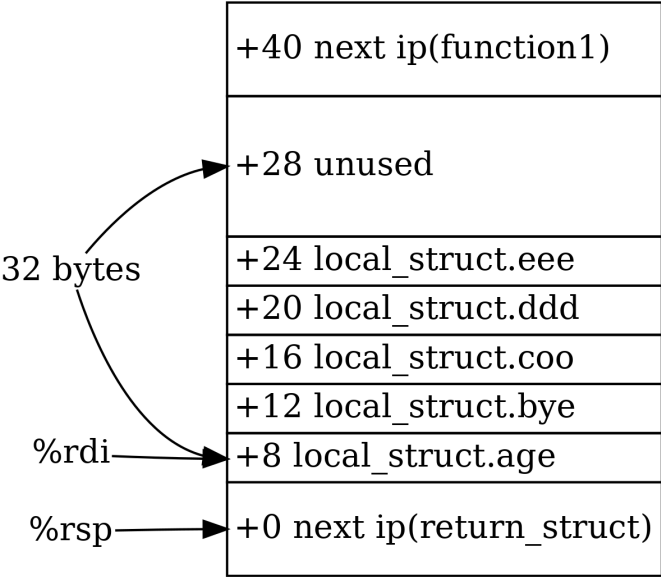 +40 next ip(function1)
+28 unused
32 bytes
+24 local_struct.eee
+20 local_struct.ddd
+16 local_struct.coo
+12 local_struct.bye
%rdi
+8 local_struct.age
%rsp
+0 next ip(return_struct)